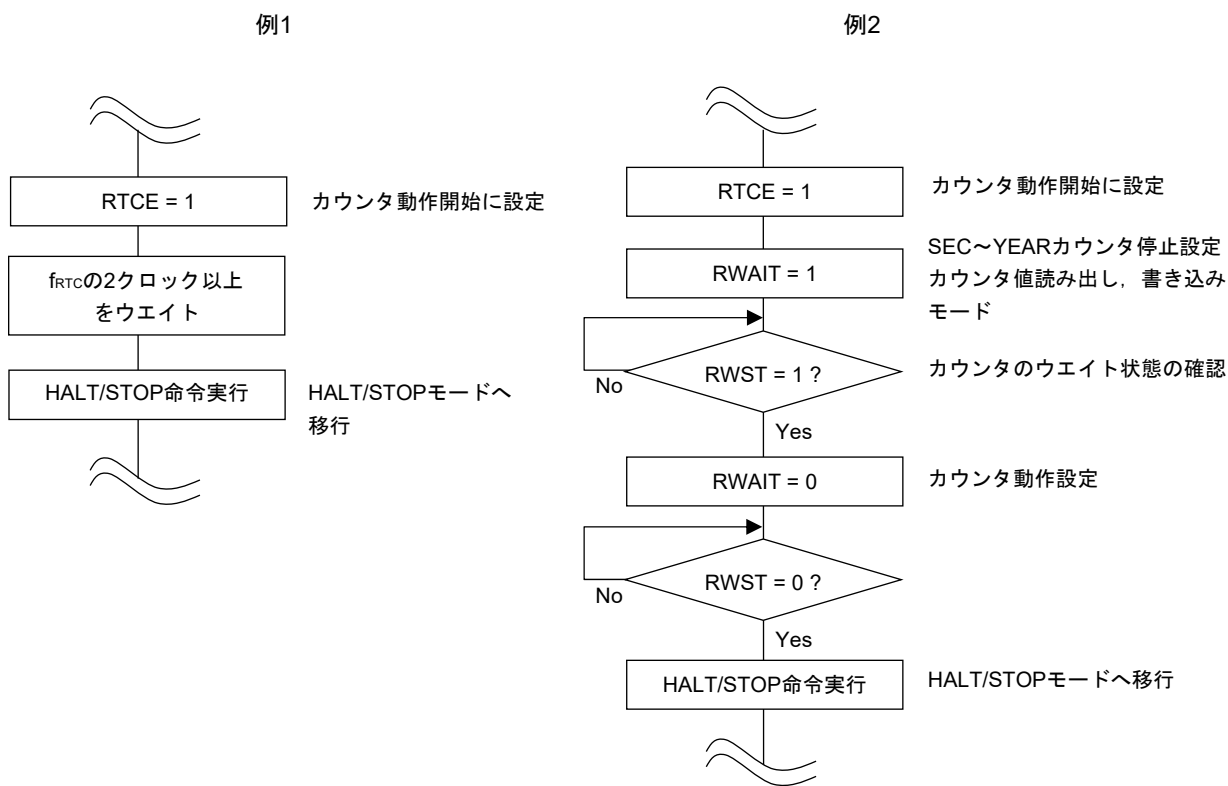 例1
RTCE = 1
カウンタ動作開始に設定
fRTCの2クロック以上
をウエイト
HALT/STOP命令実行
HALT/STOPモードへ
移行
例2
RTCE = 1
カウンタ動作開始に設定
RWAIT = 1
SEC～YEARカウンタ停止設定
カウンタ値読み出し，書き込み
モード
RWST = 1 ?
カウンタのウエイト状態の確認
No
Yes
RWAIT = 0
カウンタ動作設定
RWST = 0 ?
No
Yes
HALT/STOP命令実行
HALT/STOPモードへ移行